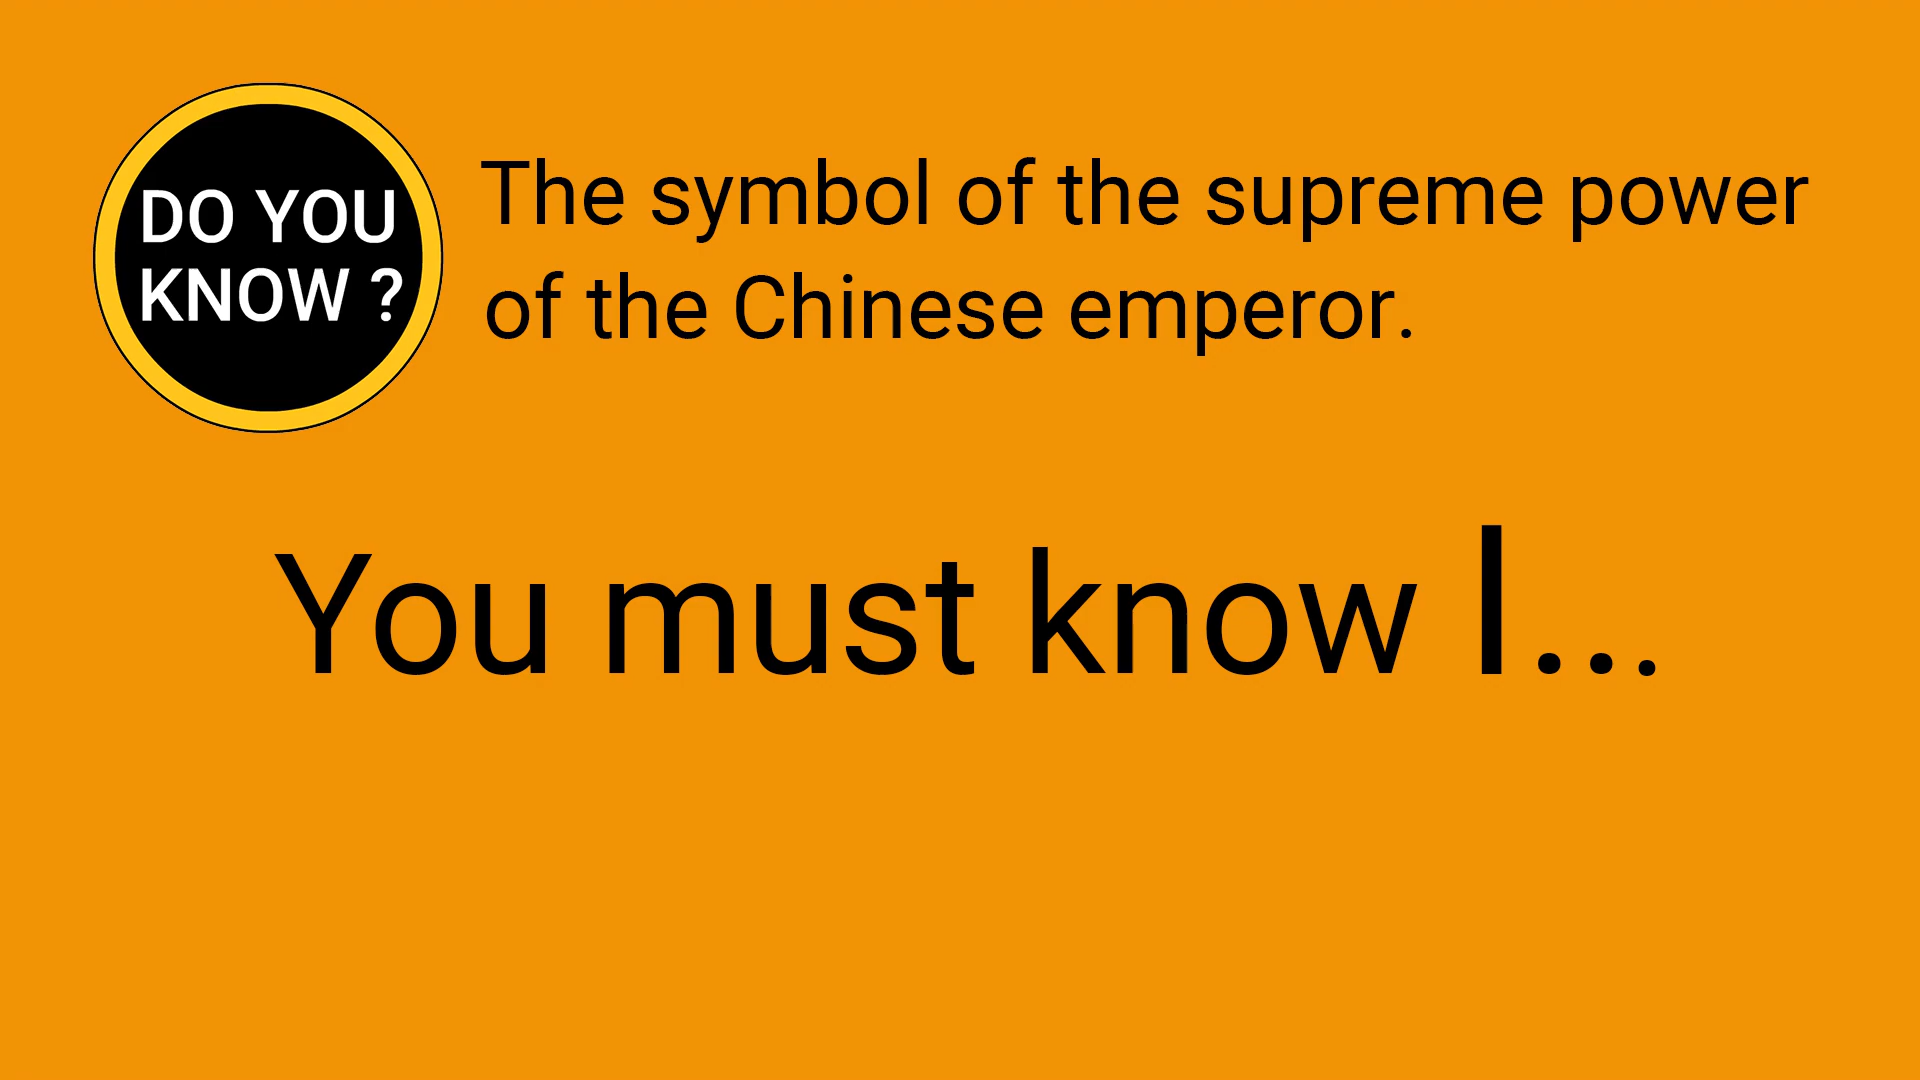 DO YOU
KNOW ?
The symbol of the supreme power
of the Chinese emperor.
You must know I...